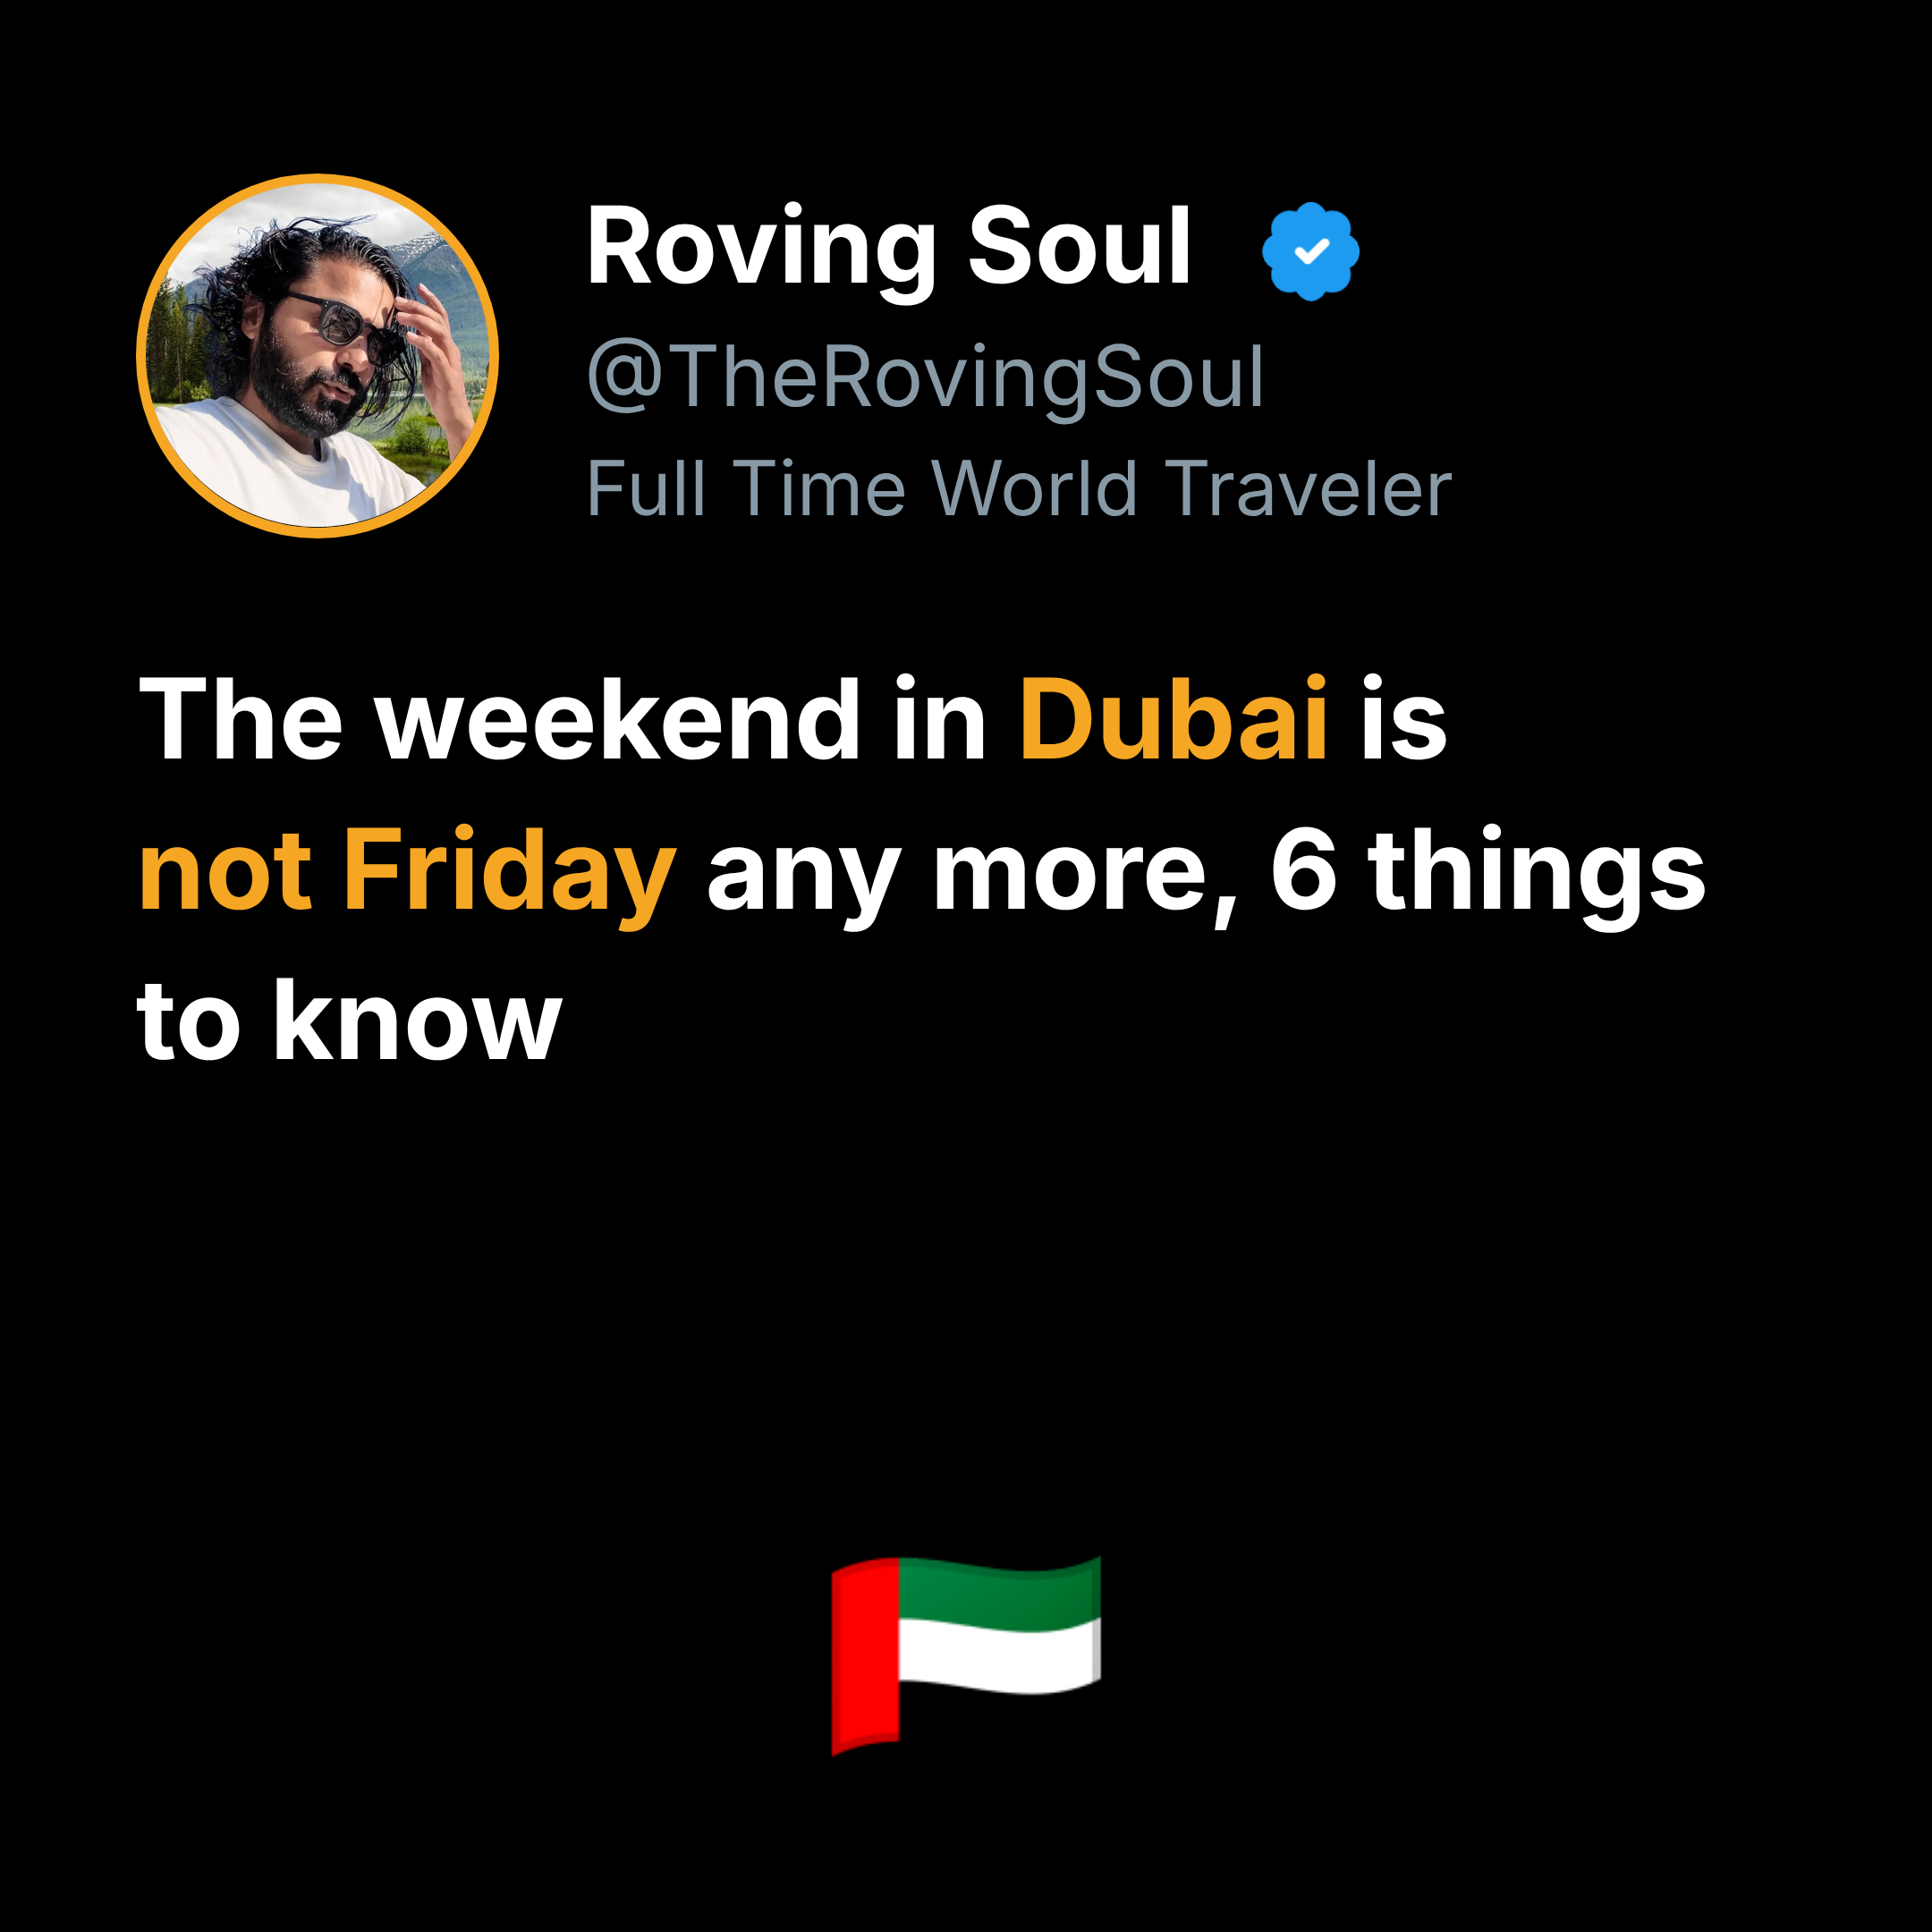 Roving Soul
@TheRovingSoul
Full Time World Traveler
The weekend in Dubai is
not Friday any more, 6 things
to know